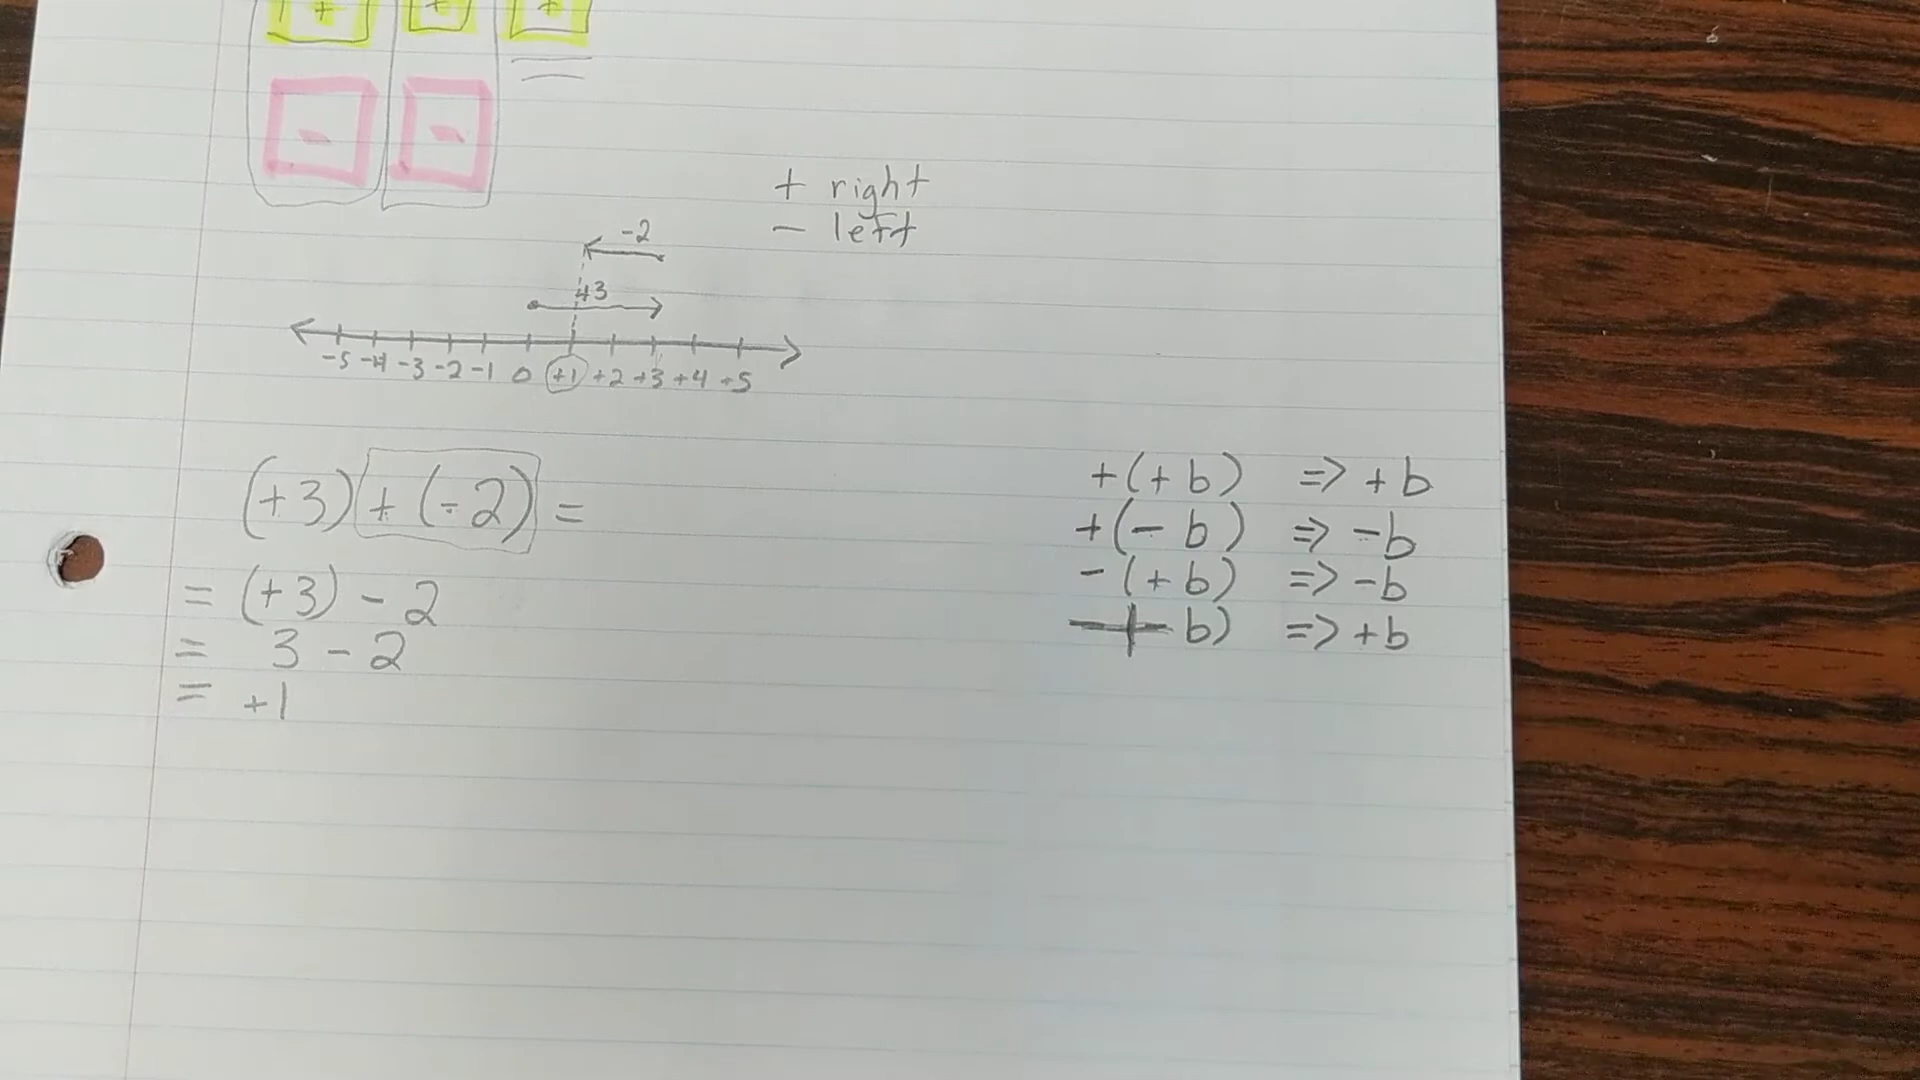 + + +
- -
+ right
- left
-2
+3
-5 -4 -3 -2 -1 0 +1 +2 +3 +4 +5
(+3) + (-2) =
= (+3) - 2
= 3 - 2
= +1
+(+b) => +b
+(-b) => -b
-(+b) => -b
-(-b) => +b